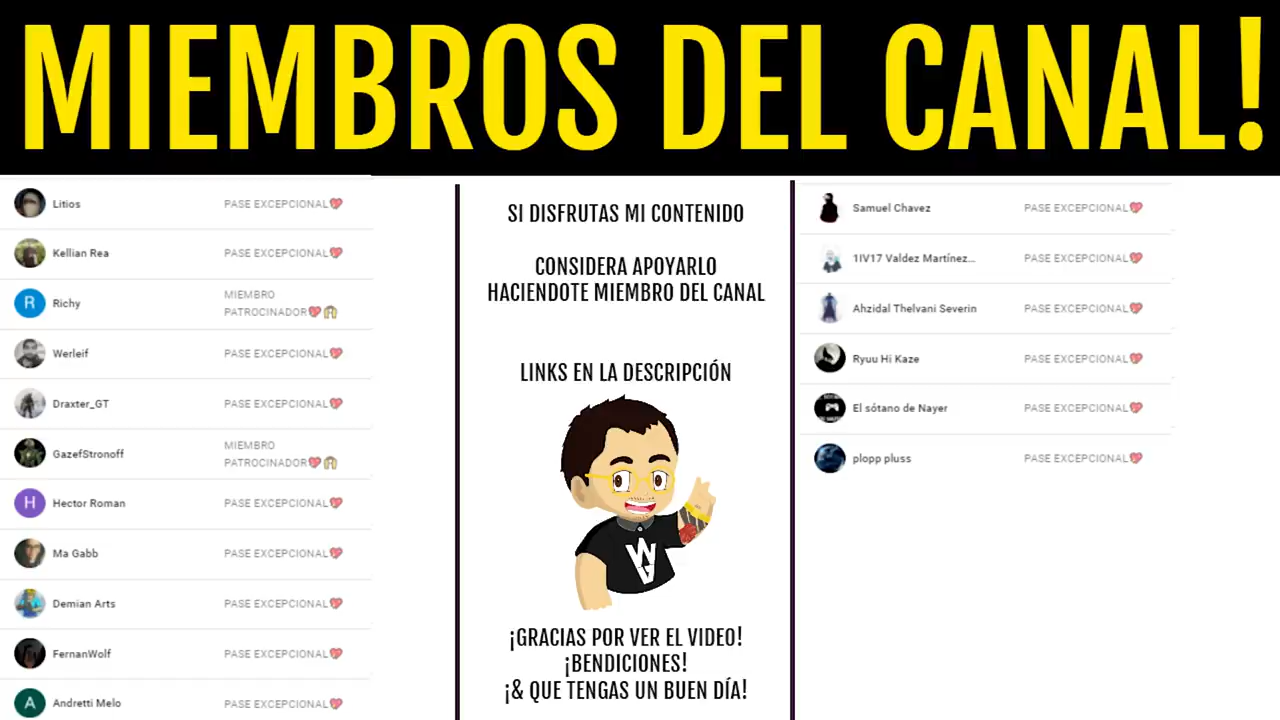 MIEMBROS DEL CANAL!
Litios PASE EXCEPCIONAL💖
Kellian Rea PASE EXCEPCIONAL💖
R Richy MIEMBRO
PATROCINADOR💖🙌
Werleif PASE EXCEPCIONAL💖
Draxter_GT PASE EXCEPCIONAL💖
GazefStronoff MIEMBRO
PATROCINADOR💖🙌
H Hector Roman PASE EXCEPCIONAL💖
Ma Gabb PASE EXCEPCIONAL💖
Demian Arts PASE EXCEPCIONAL💖
FernanWolf PASE EXCEPCIONAL💖
A Andretti Melo PASE EXCEPCIONAL💖
SI DISFRUTAS MI CONTENIDO
CONSIDERA APOYARLO
HACIENDOTE MIEMBRO DEL CANAL
LINKS EN LA DESCRIPCIÓN
¡GRACIAS POR VER EL VIDEO!
¡BENDICIONES!
¡& QUE TENGAS UN BUEN DÍA!
Samuel Chavez PASE EXCEPCIONAL💖
1IV17 Valdez Martínez... PASE EXCEPCIONAL💖
Ahzidal Thelvani Severin PASE EXCEPCIONAL💖
Ryuu Hi Kaze PASE EXCEPCIONAL💖
El sótano de Nayer PASE EXCEPCIONAL💖
plopp pluss PASE EXCEPCIONAL💖